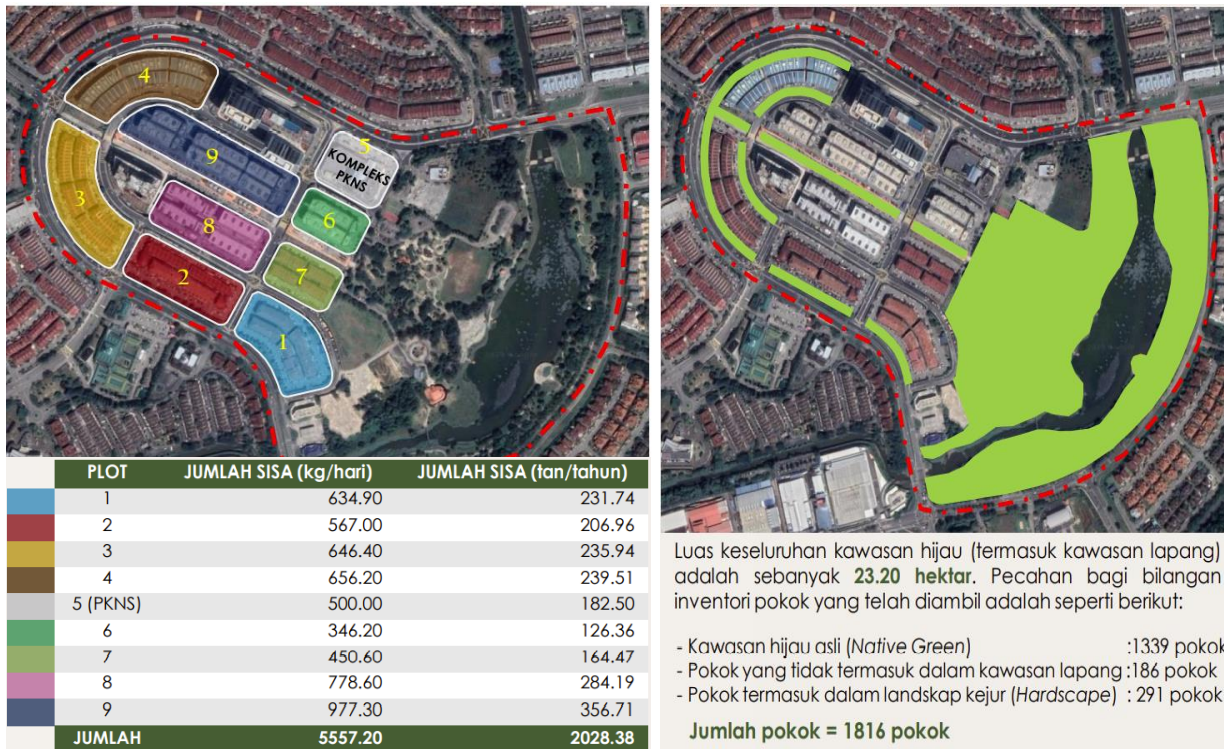 4
5
KOMPLEKS
PKNS
9
3
6
8
7
2
1
PLOT JUMLAH SISA (kg/hari) JUMLAH SISA (tan/tahun)
1 634.90 231.74
2 567.00 206.96
3 646.40 235.94
4 656.20 239.51
5 (PKNS) 500.00 182.50
6 346.20 126.36
7 450.60 164.47
8 778.60 284.19
9 977.30 356.71
JUMLAH 5557.20 2028.38
Luas keseluruhan kawasan hijau (termasuk kawasan lapang)
adalah sebanyak 23.20 hektar. Pecahan bagi bilangan
inventori pokok yang telah diambil adalah seperti berikut:
- Kawasan hijau asli (Native Green) :1339 pokok
- Pokok yang tidak termasuk dalam kawasan lapang :186 pokok
- Pokok termasuk dalam landskap kejur (Hardscape) : 291 pokok
Jumlah pokok = 1816 pokok